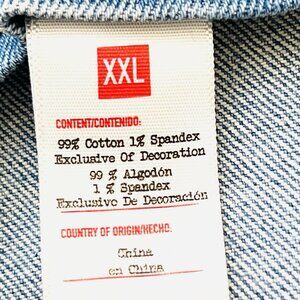 XXL
CONTENT/CONTENIDO:
99% Cotton 1% Spandex
Exclusive Of Decoration
99 % Algodón
1 % Spandex
Exclusivo De Decoración
COUNTRY OF ORIGIN/HECHO.
China
en China